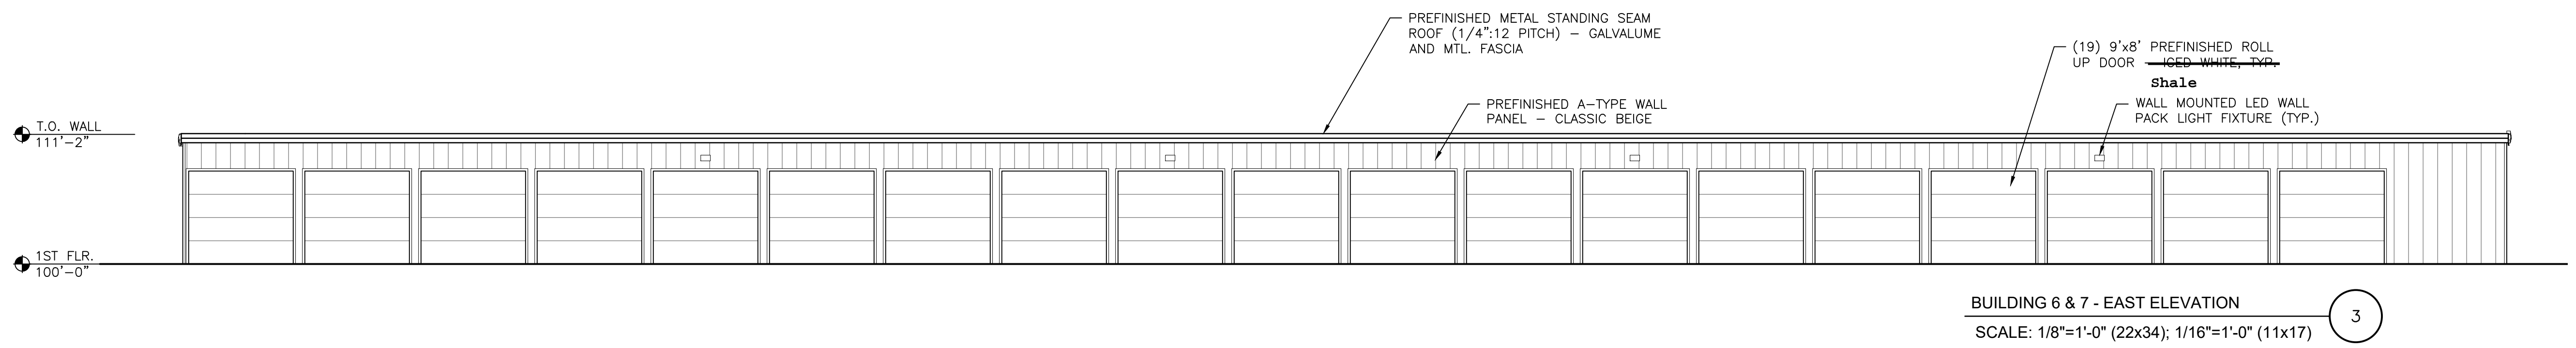 PREFINISHED METAL STANDING SEAM
ROOF (1/4":12 PITCH) – GALVALUME
AND MTL. FASCIA
(19) 9'x8' PREFINISHED ROLL
UP DOOR – ICED WHITE, TYP.
Shale
PREFINISHED A–TYPE WALL
PANEL – CLASSIC BEIGE
WALL MOUNTED LED WALL
PACK LIGHT FIXTURE (TYP.)
T.O. WALL
111'–2"
1ST FLR.
100'–0"
BUILDING 6 & 7 - EAST ELEVATION
3
SCALE: 1/8"=1'-0" (22x34); 1/16"=1'-0" (11x17)